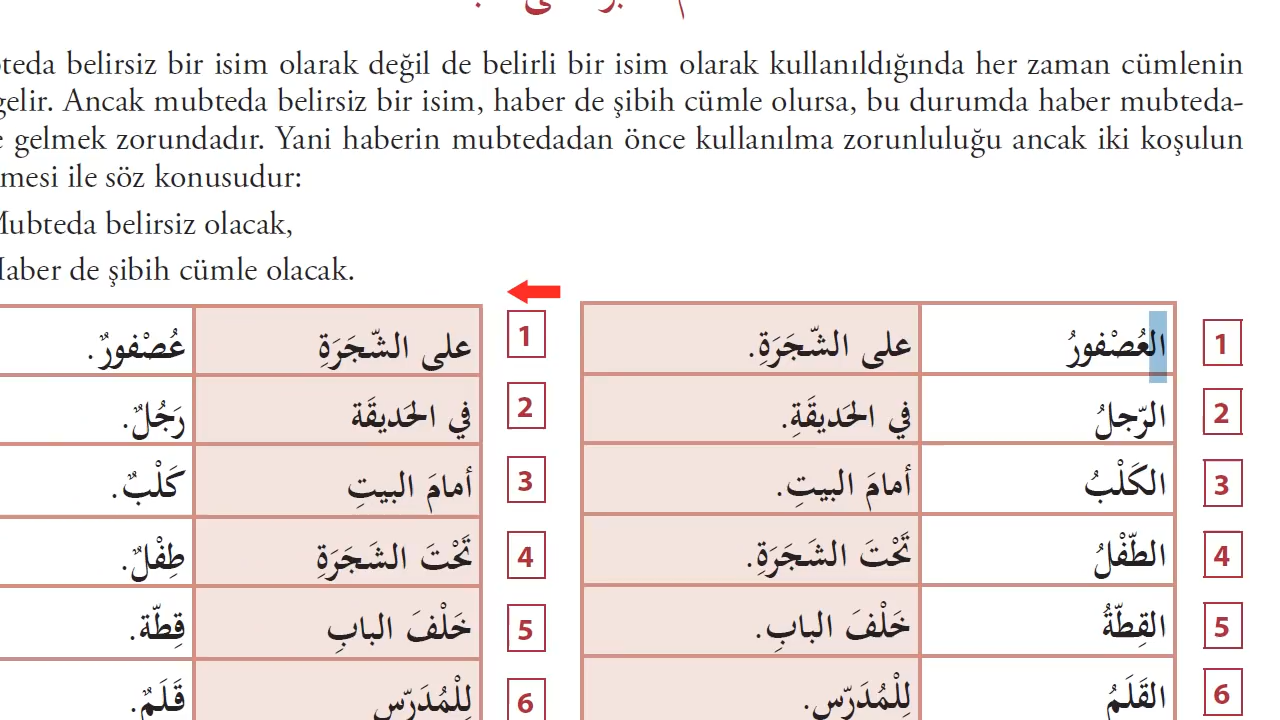 belirsiz bir isim olarak değil de belirli bir isim olarak kullanıldığında her zaman cümlenin
gelir. Ancak mubteda belirsiz bir isim, haber de şibih cümle olursa, bu durumda haber mubteda-
gelmek zorundadır. Yani haberin mubtedadan önce kullanılma zorunluluğu ancak iki koşulun
ile söz konusudur:
Mubteda belirsiz olacak,
Haber de şibih cümle olacak.
1 العُصْفورُ على الشّجَرَةِ.
2 الرّجلُ في الحَديقَةِ.
3 الكَلْبُ أمامَ البيتِ.
4 الطّفْلُ تَحْتَ الشَجَرَةِ.
5 القِطّةُ خَلْفَ البابِ.
6 القَلَمُ لِلْمُدَرّسِ.
1 على الشّجَرَةِ عُصْفورٌ.
2 في الحَديقَة رَجُلٌ.
3 أمامَ البيتِ كَلْبٌ.
4 تَحْتَ الشَجَرَةِ طِفْلٌ.
5 خَلْفَ البابِ قِطّة.
6 لِلْمُدَرّسِ قَلَمٌ.